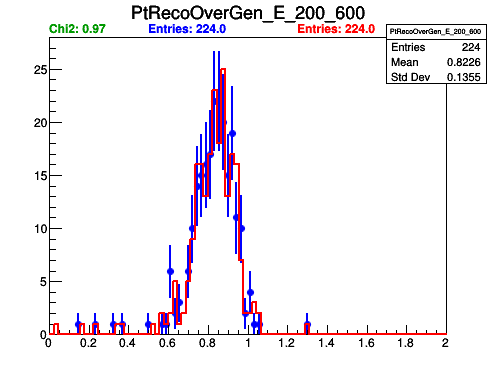 PtRecoOverGen_E_200_600
Chi2: 0.97 Entries: 224.0 Entries: 224.0
PtRecoOverGen_E_200_600
Entries 224
Mean 0.8226
Std Dev 0.1355
25
20
15
10
5
0
0 0.2 0.4 0.6 0.8 1 1.2 1.4 1.6 1.8 2